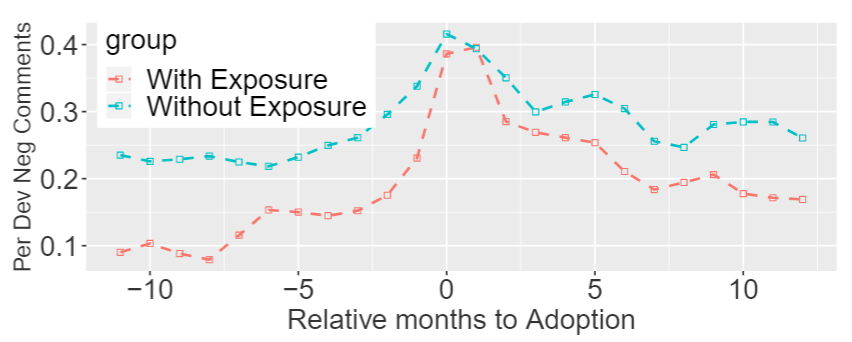 group
With Exposure
Without Exposure
Per Dev Neg Comments
0.4
0.3
0.2
0.1
−10
−5
0
5
10
Relative months to Adoption